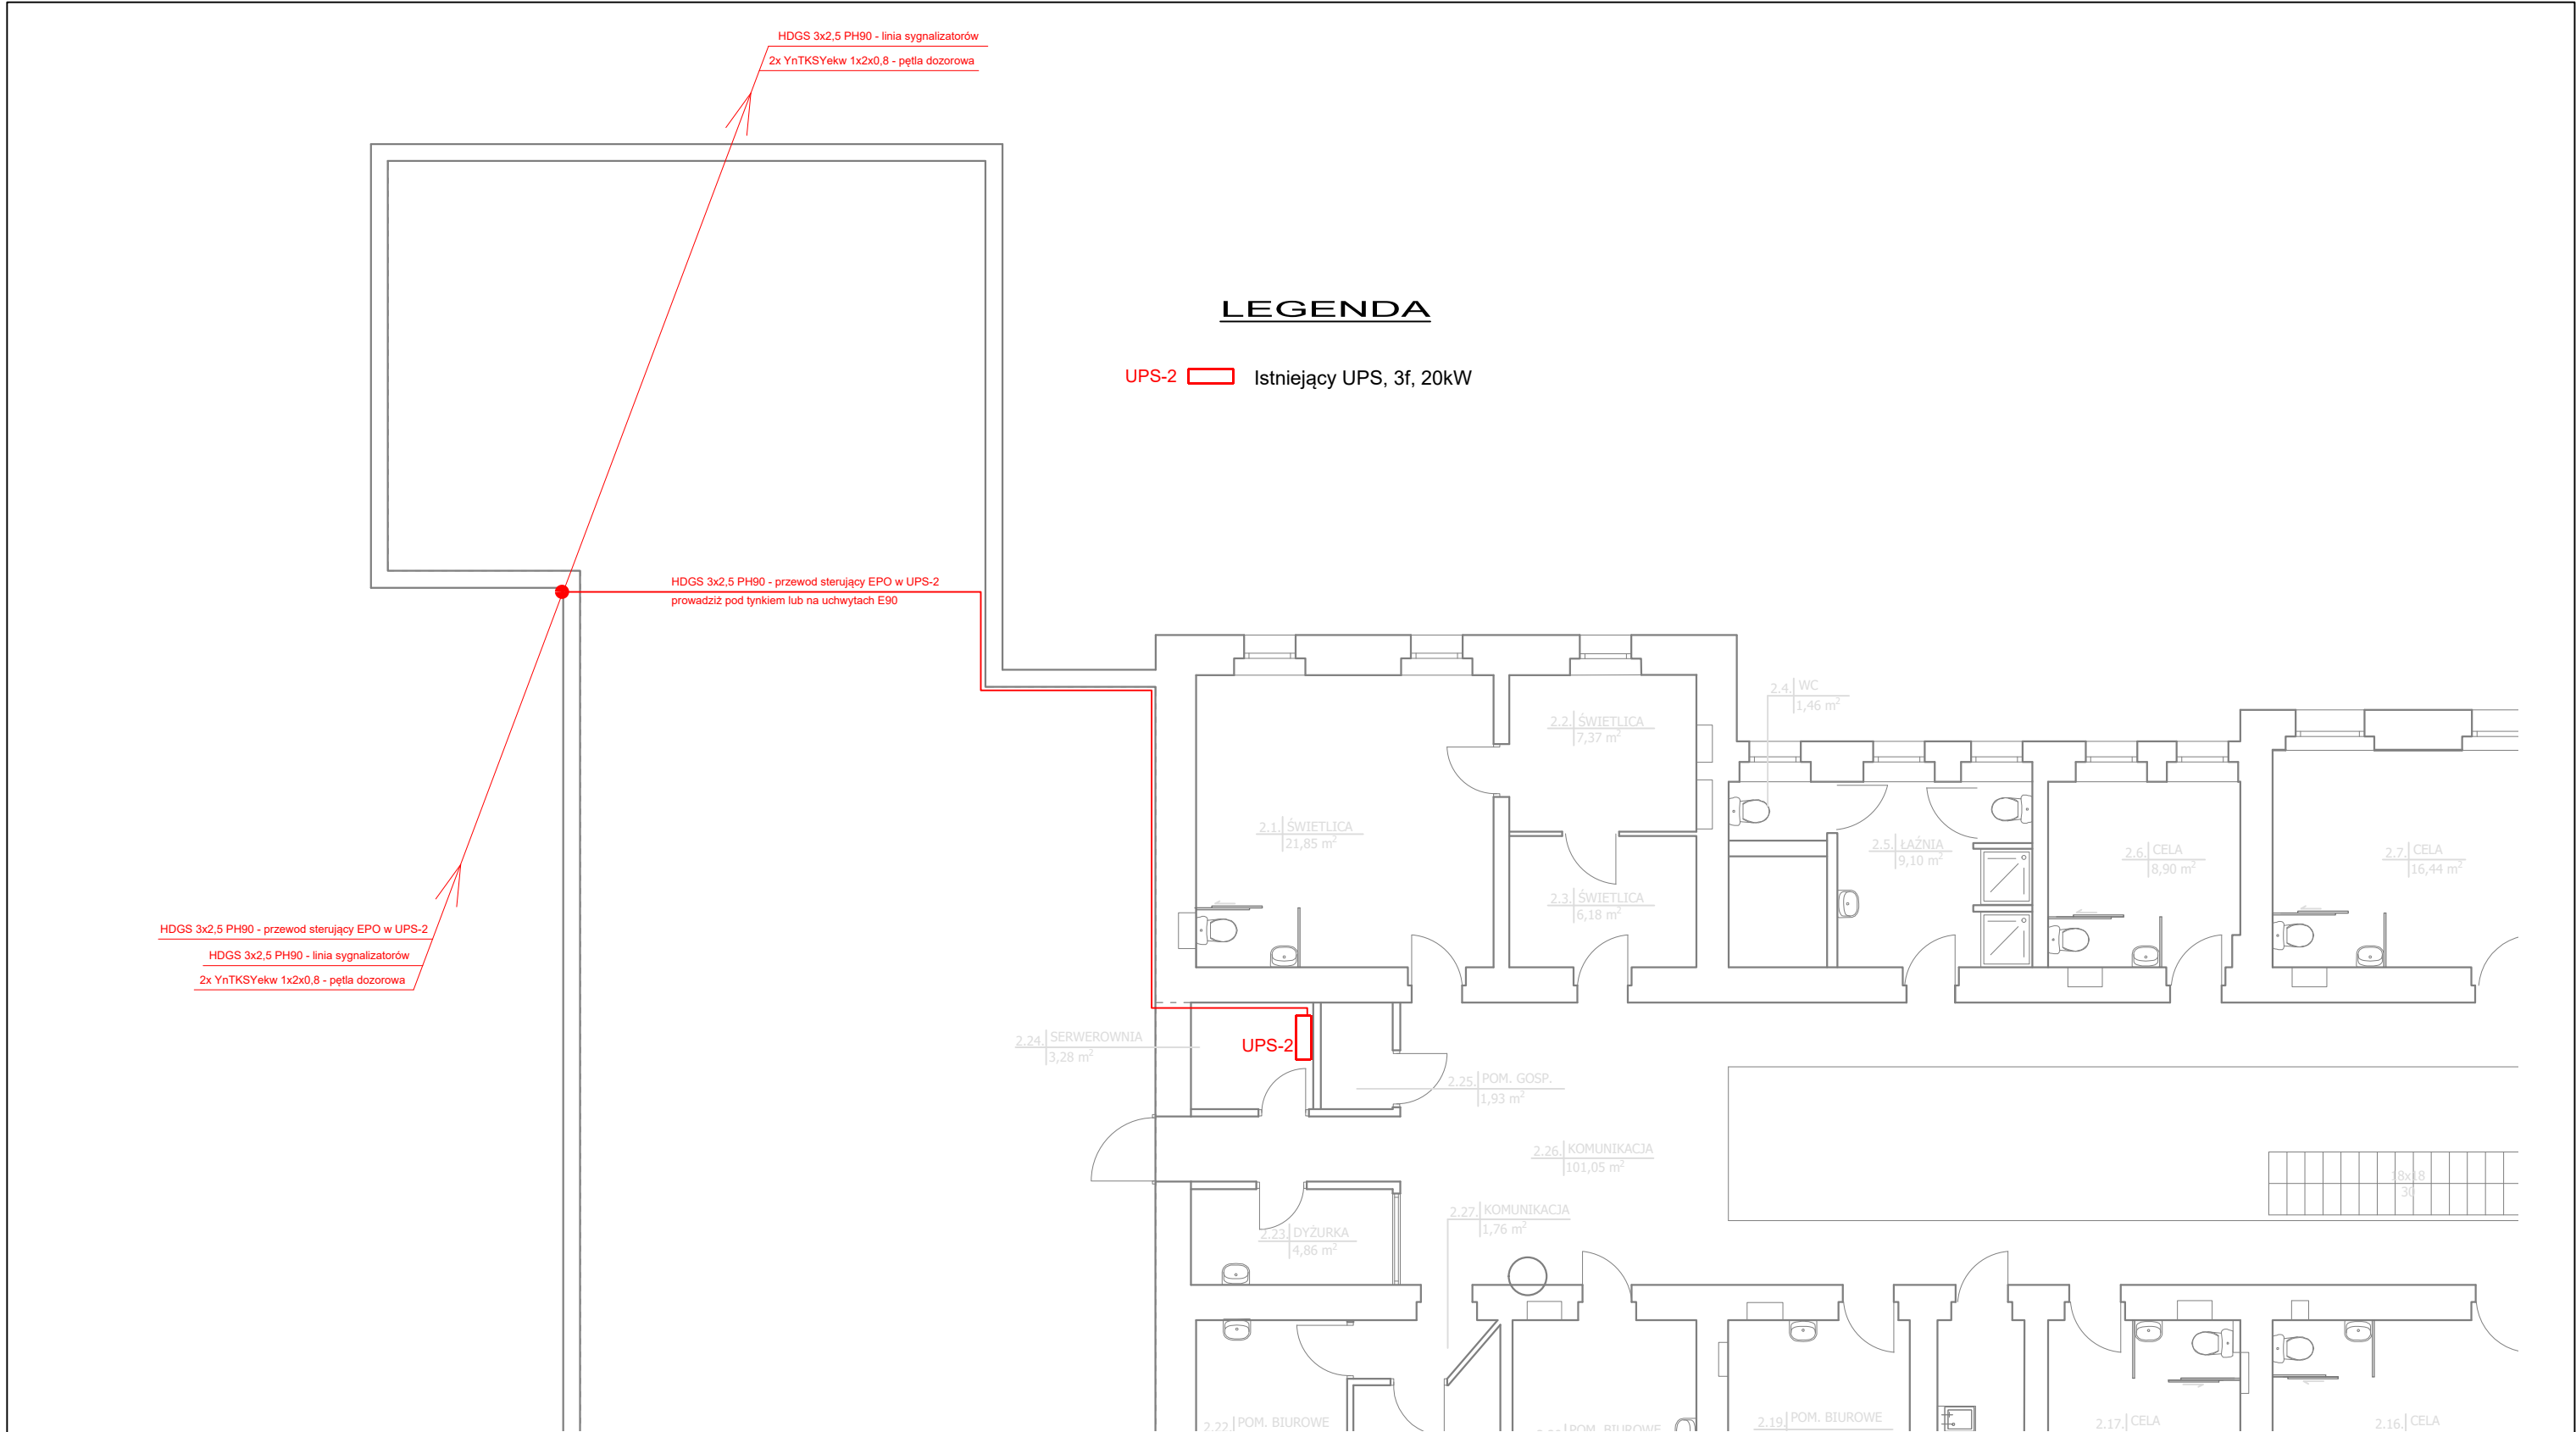 HDGS 3x2,5 PH90 - linia sygnalizatorów
2x YnTKSYekw 1x2x0,8 - pętla dozorowa
LEGENDA
UPS-2
Istniejący UPS, 3f, 20kW
HDGS 3x2,5 PH90 - przewod sterujący EPO w UPS-2
prowadziż pod tynkiem lub na uchwytach E90
2.4. WC
1,46 m²
2.2. ŚWIETLICA
7,37 m²
2.1. ŚWIETLICA
21,85 m²
2.5. ŁAŹNIA
9,10 m²
2.6. CELA
8,90 m²
2.7. CELA
16,44 m²
2.3. ŚWIETLICA
6,18 m²
HDGS 3x2,5 PH90 - przewod sterujący EPO w UPS-2
HDGS 3x2,5 PH90 - linia sygnalizatorów
2x YnTKSYekw 1x2x0,8 - pętla dozorowa
2.24. SERWEROWNIA
3,28 m²
UPS-2
2.25. POM. GOSP.
1,93 m²
2.26. KOMUNIKACJA
101,05 m²
18x18
30
2.27. KOMUNIKACJA
1,76 m²
2.23. DYŻURKA
4,86 m²
2.22. POM. BIUROWE
POM. BIUROWE
2.19. POM. BIUROWE
2.17. CELA
2.16. CELA